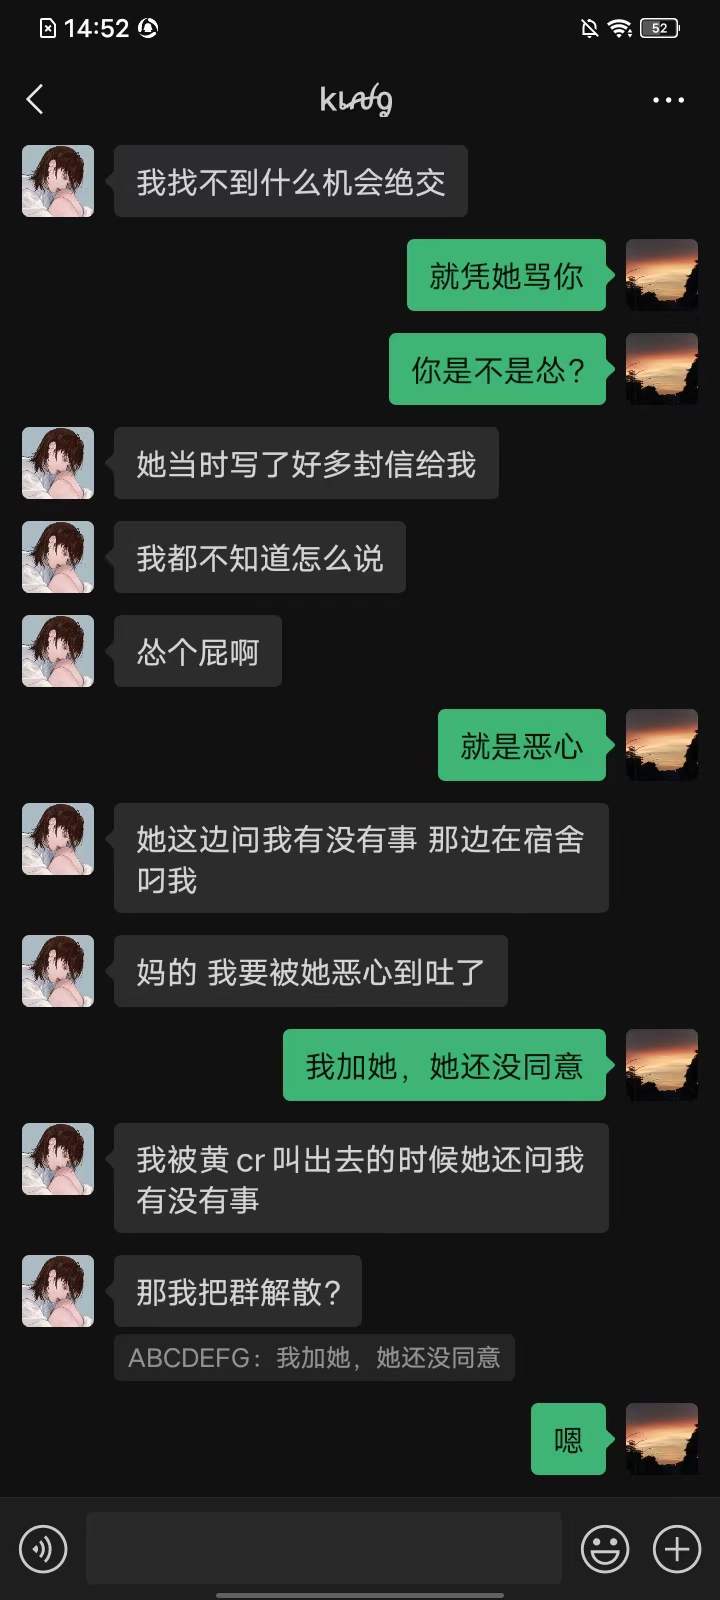 14:52
52
我找不到什么机会绝交
就凭她骂你
你是不是怂？
她当时写了好多封信给我
我都不知道怎么说
怂个屁啊
就是恶心
她这边问我有没有事 那边在宿舍
叼我
妈的 我要被她恶心到吐了
我加她，她还没同意
我被黄cr叫出去的时候她还问我
有没有事
那我把群解散？
ABCDEFG：我加她，她还没同意
嗯